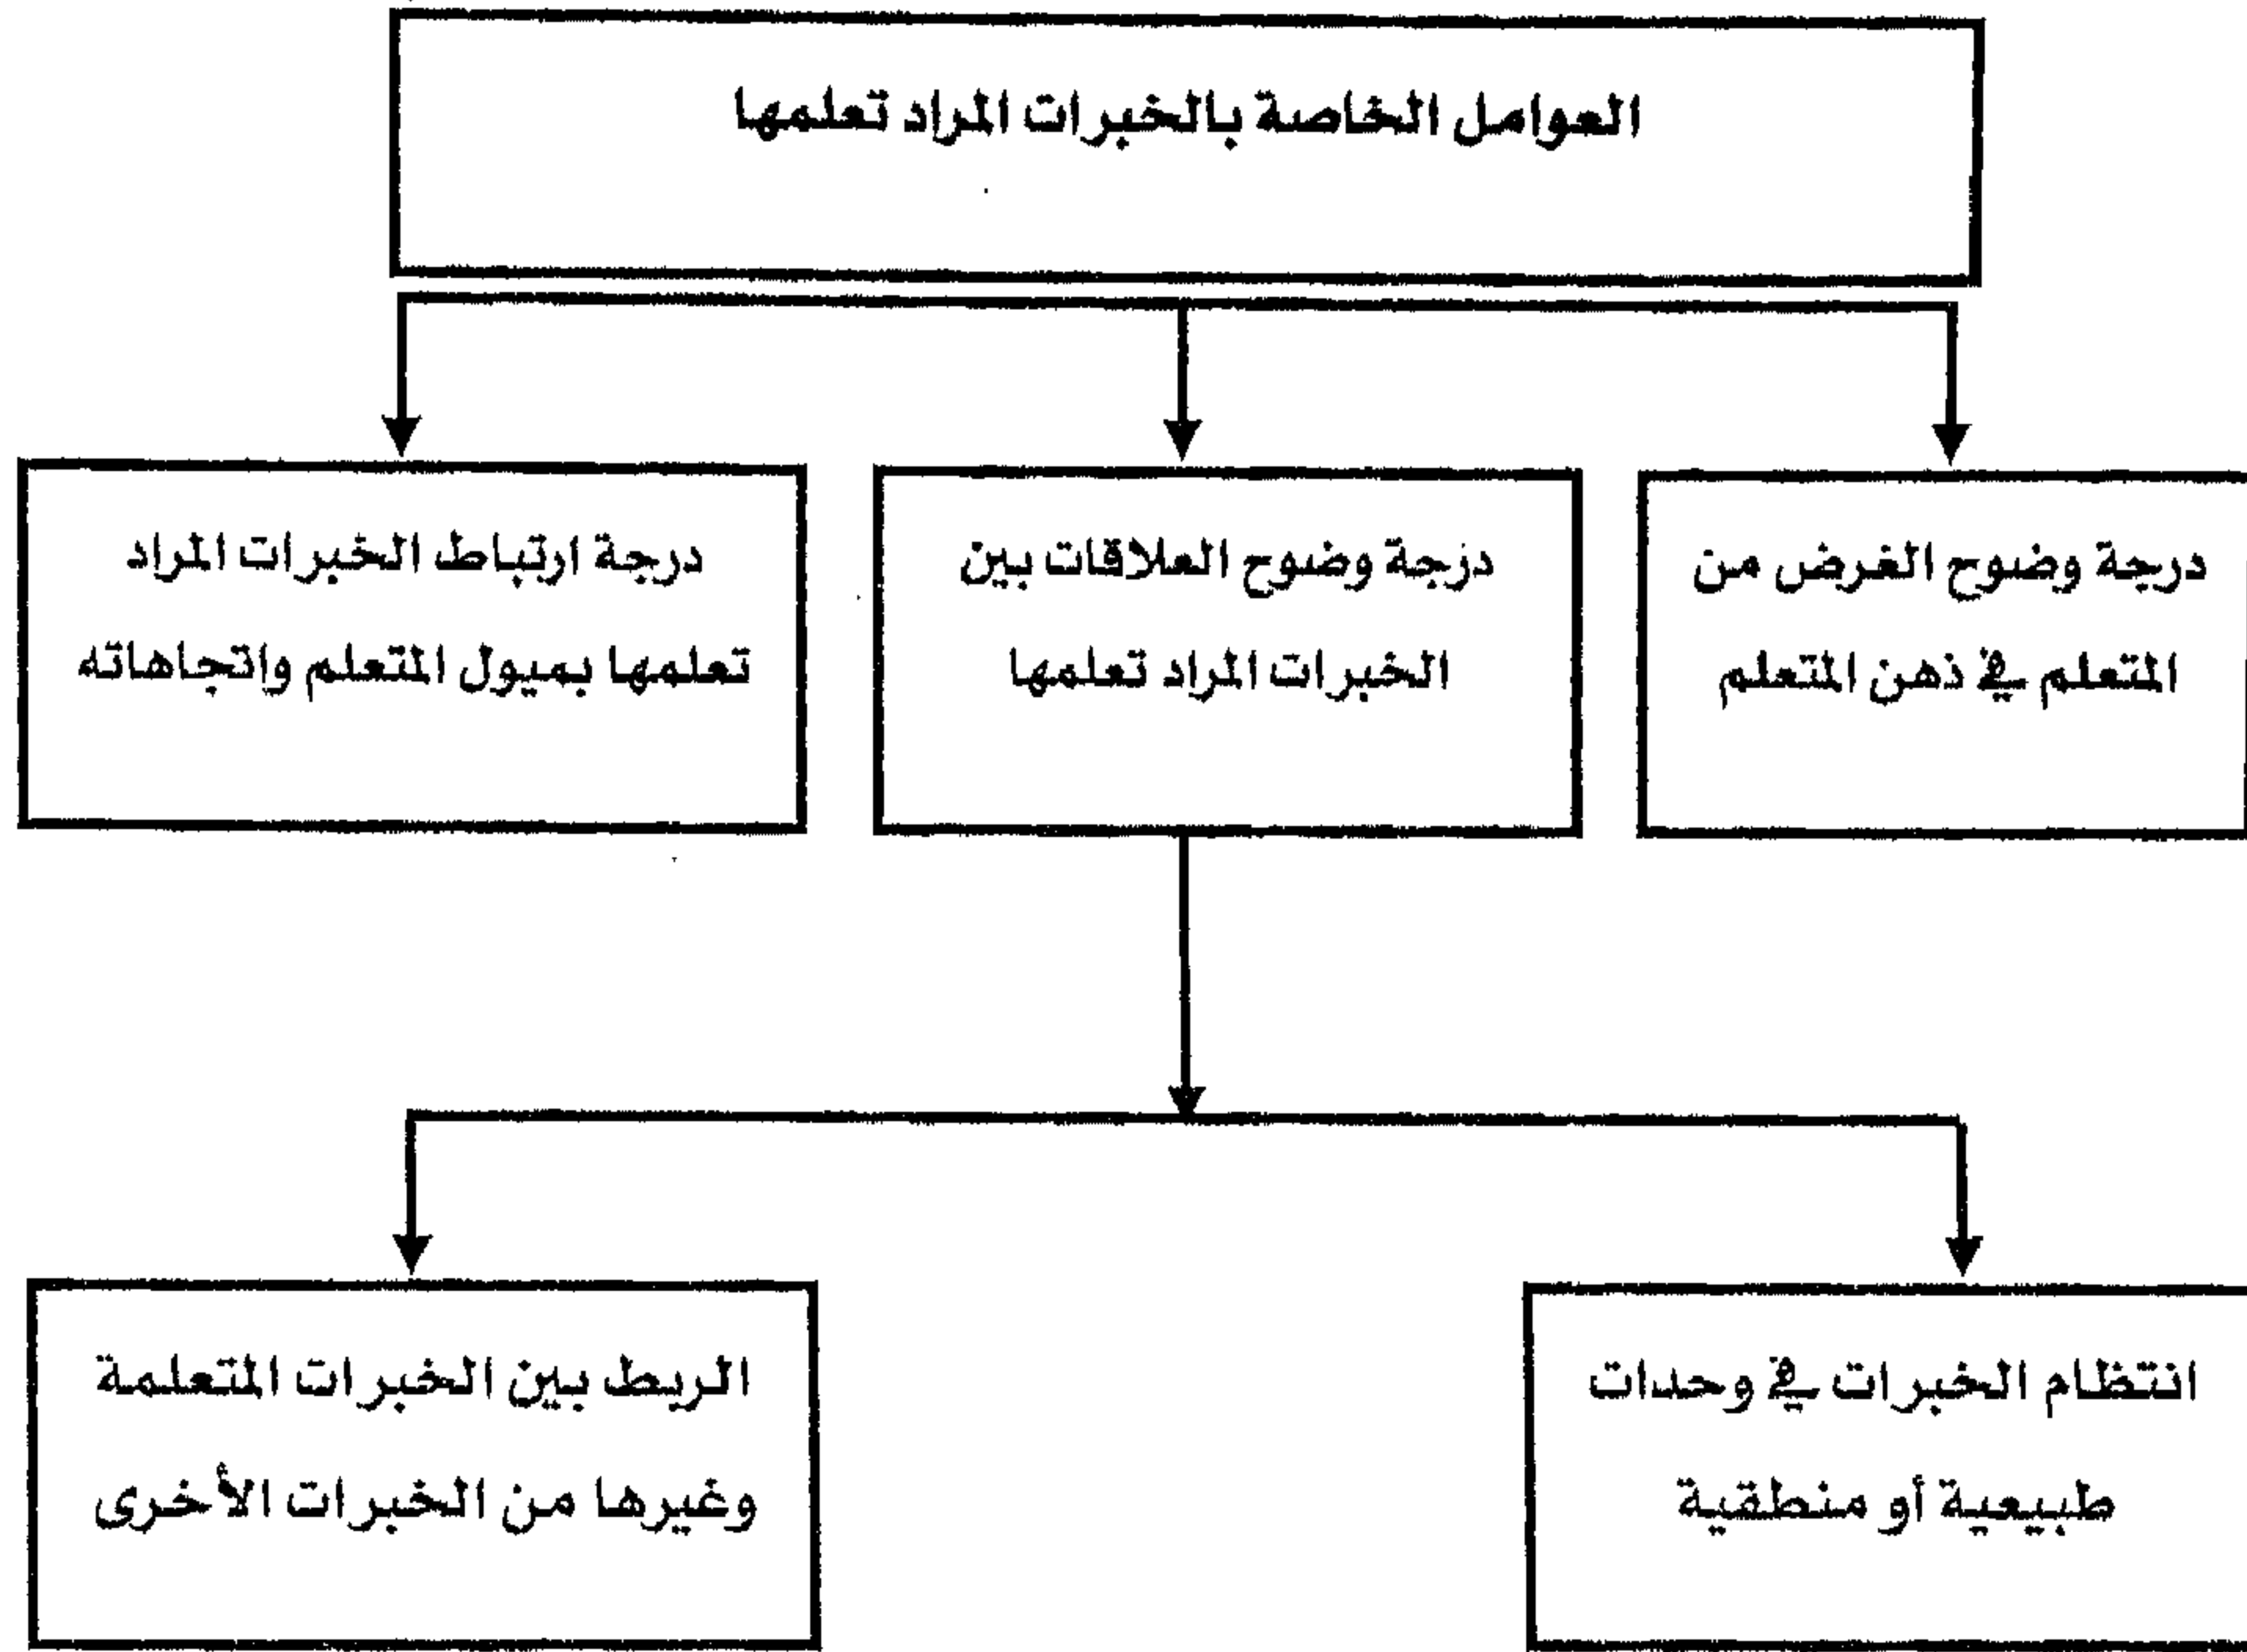 العوامل الخاصة بالخبرات المراد تعلمها
درجة وضوح الغرض من
المتعلم في ذهن المتعلم
درجة وضوح العلاقات بين
الخبرات المراد تعلمها
درجة ارتباط الخبرات المراد
تعلمها بميول المتعلم واتجاهاته
انتظام الخبرات في وحدات
طبيعية أو منطقية
الربط بين الخبرات المتعلمة
وغيرها من الخبرات الأخرى